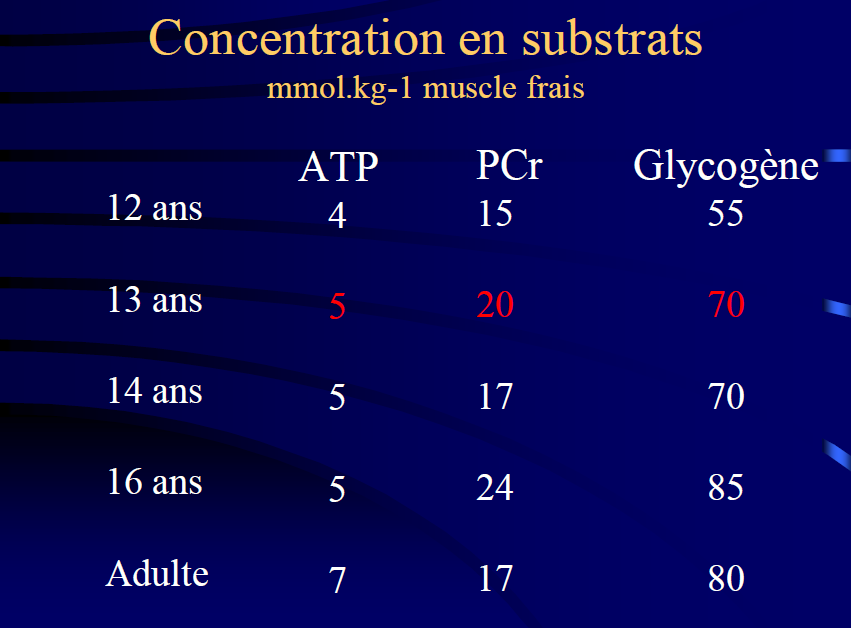 Concentration en substrats
mmol.kg-1 muscle frais
ATP PCr Glycogène
12 ans 4 15 55
13 ans 5 20 70
14 ans 5 17 70
16 ans 5 24 85
Adulte 7 17 80